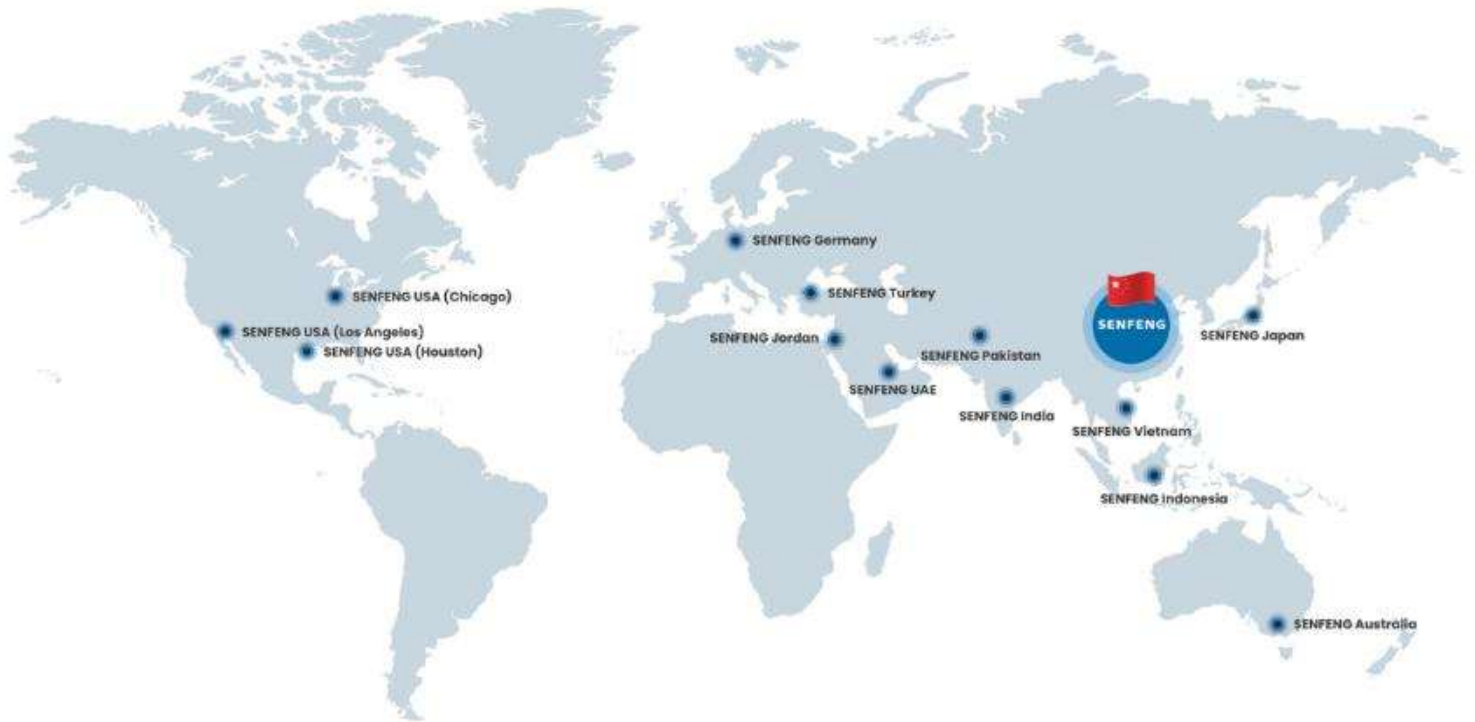 SENFENG Germany
SENFENG USA (Chicago)
SENFENG Turkey
SENFENG
SENFENG USA (Los Angeles)
SENFENG Jordan
SENFENG Japan
SENFENG USA (Houston)
SENFENG Pakistan
SENFENG UAE
SENFENG India
SENFENG Vietnam
SENFENG Indonesia
SENFENG Australia